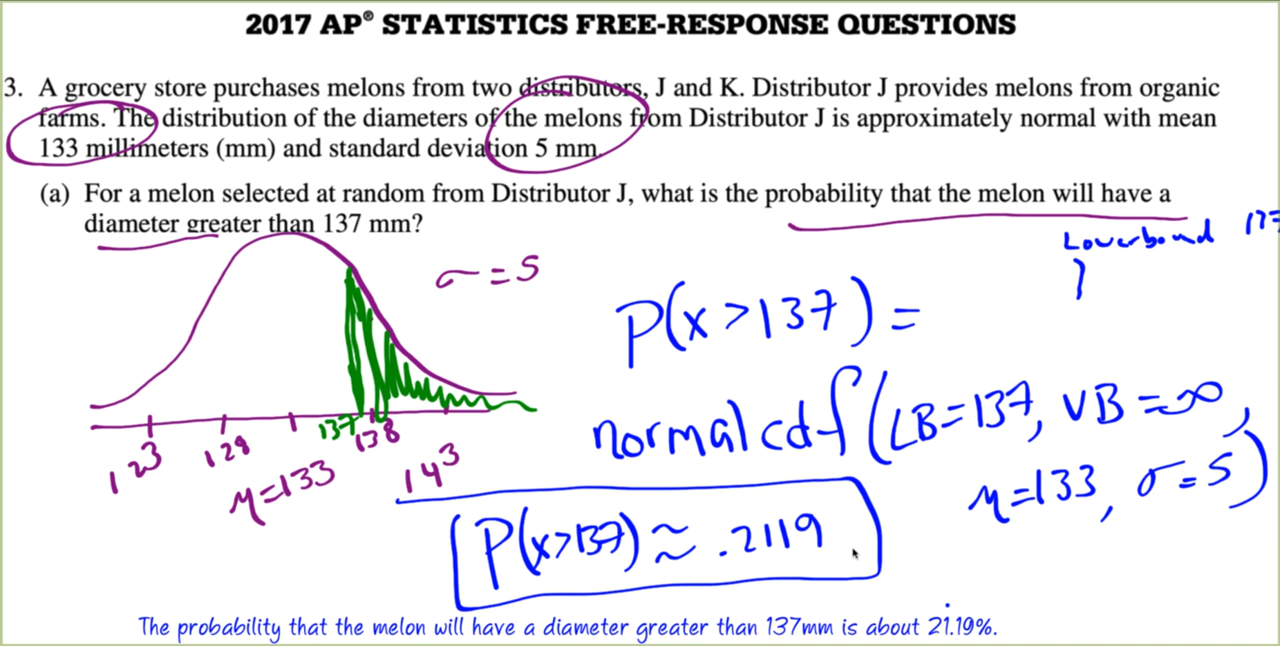 2017 AP® STATISTICS FREE-RESPONSE QUESTIONS
3. A grocery store purchases melons from two distributors, J and K. Distributor J provides melons from organic
farms. The distribution of the diameters of the melons from Distributor J is approximately normal with mean
133 millimeters (mm) and standard deviation 5 mm.
(a) For a melon selected at random from Distributor J, what is the probability that the melon will have a
diameter greater than 137 mm?
Lowerbound 137
σ = 5
P(x > 137) =
normalcdf(LB=137, UB=∞,
μ=133, σ=5)
123 128 137 138 143
μ=133
P(x>137) ≈ .2119
The probability that the melon will have a diameter greater than 137mm is about 21.19%.